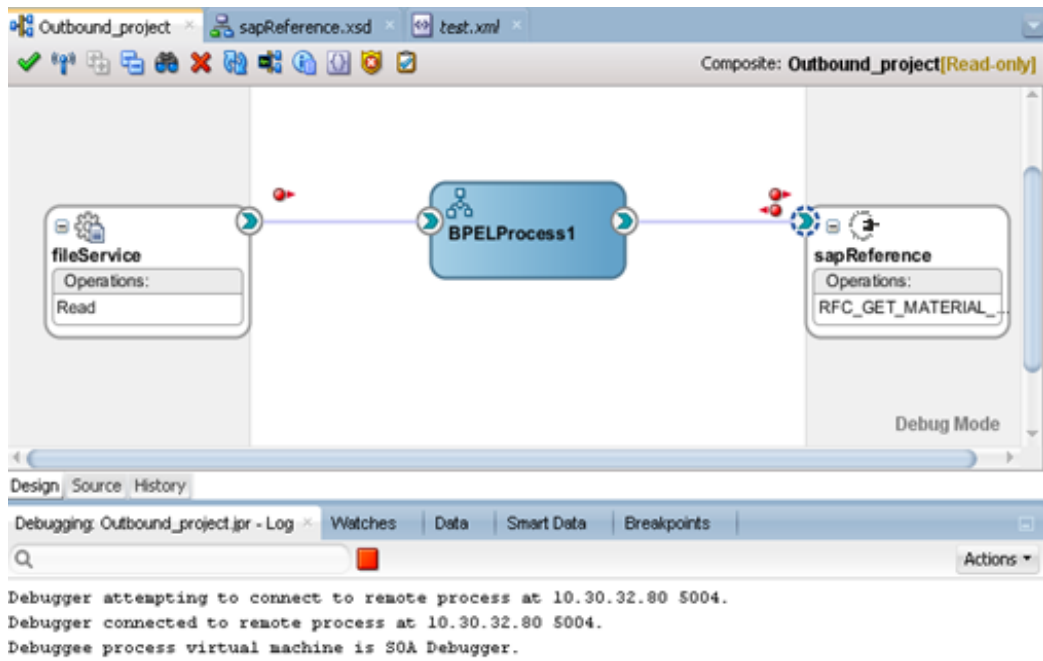 Outbound_project sapReference.xsd test.xml
Composite: Outbound_project[Read-only]
BPELProcess1
fileService
Operations:
Read
sapReference
Operations:
RFC_GET_MATERIAL_...
Debug Mode
Design Source History
Debugging: Outbound_project.jpr - Log Watches Data Smart Data Breakpoints
Actions
Debugger attempting to connect to remote process at 10.30.32.80 5004.
Debugger connected to remote process at 10.30.32.80 5004.
Debuggee process virtual machine is SOA Debugger.